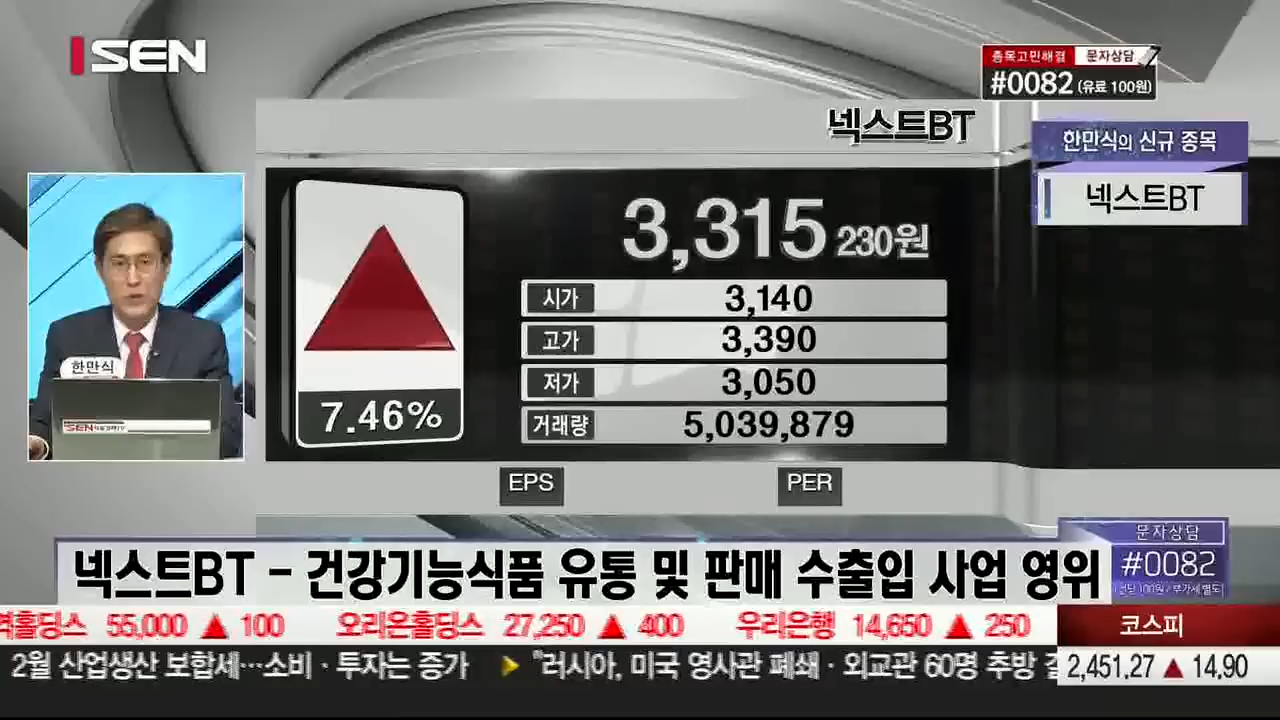 SEN
종목고민해결 문자상담
#0082 (유료 100원)
넥스트BT
한만식의 신규 종목
넥스트BT
3,315 230원
시가 3,140
고가 3,390
저가 3,050
거래량 5,039,879
7.46%
한만식
SEN
EPS PER
문자상담
#0082
넥스트BT - 건강기능식품 유통 및 판매 수출입 사업 영위
홀딩스 55,000 ▲ 100 오리온홀딩스 27,250 ▲ 400 우리은행 14,650 ▲ 250
코스피
2월 산업생산 보합세…소비·투자는 증가 ▶ "러시아, 미국 영사관 폐쇄·외교관 60명 추방
2,451.27 ▲ 14.90